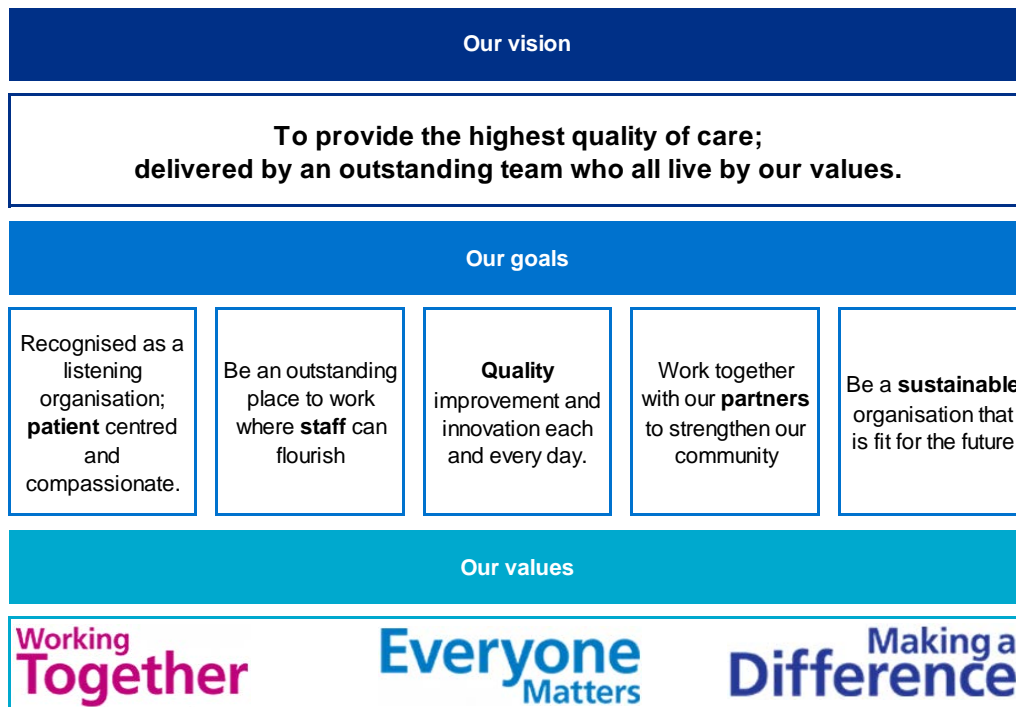 Our vision
To provide the highest quality of care;
delivered by an outstanding team who all live by our values.
Our goals
Recognised as a
listening
organisation;
patient centred
and
compassionate.
Be an outstanding
place to work
where staff can
flourish
Quality
improvement and
innovation each
and every day.
Work together
with our partners
to strengthen our
community
Be a sustainable
organisation that
is fit for the future
Our values
Working
Together
Everyone
Matters
Making a
Difference